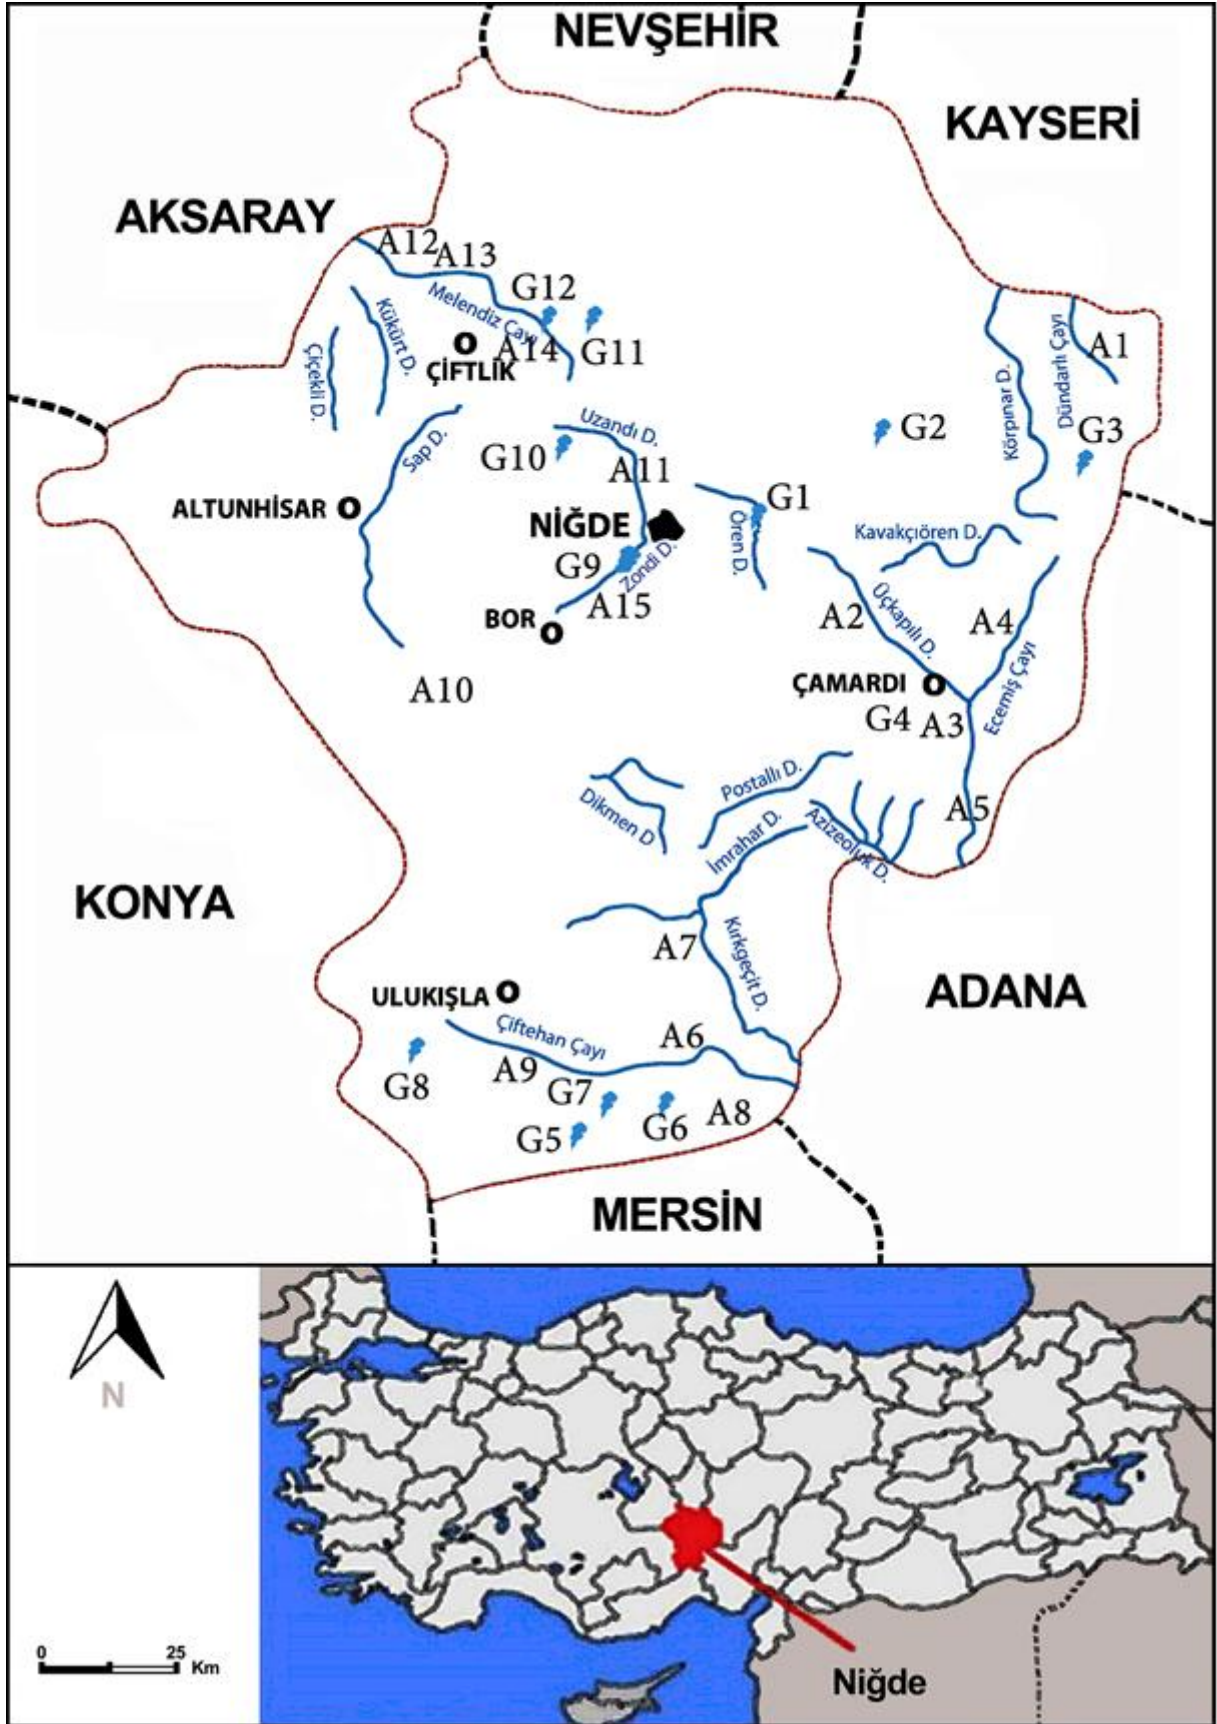 NEVŞEHİR
KAYSERİ
AKSARAY
A12
A13
G12
Melendiz Çayı
Kükürt D.
Çiçekli D.
ÇİFTLİK
A14
G11
Dündarlı Çayı
A1
Körpınar D.
G3
G2
Uzandı D.
Sap D.
G10
A11
ALTUNHİSAR
NİĞDE
G1
Ören D.
Kavakçıören D.
G9
Zondi D.
A15
BOR
A2
Üçkapılı D.
A4
Ecemiş Çayı
ÇAMARDI
A10
G4
A3
Postallı D.
Dikmen D
İmrahar D.
Azizeoluk D.
A5
KONYA
A7
Kırkgeçit D.
ADANA
ULUKIŞLA
Çiftehan Çayı
A6
A9
G8
G7
G6
A8
G5
MERSİN
N
0
25
Km
Niğde